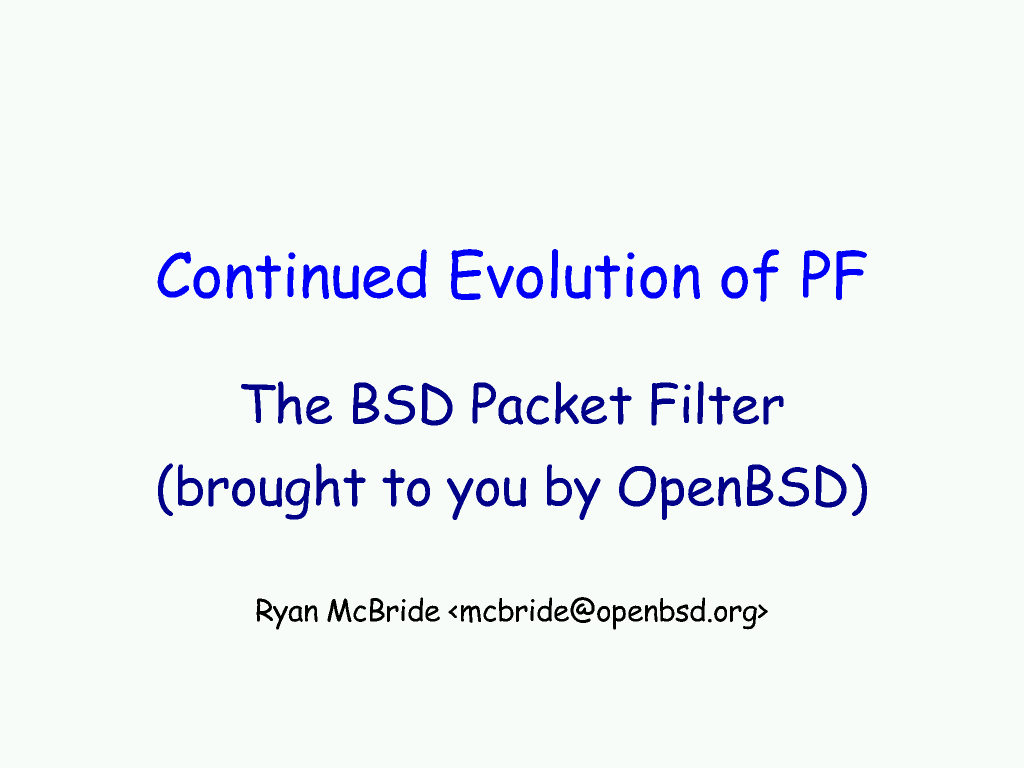 Continued Evolution of PF
The BSD Packet Filter
(brought to you by OpenBSD)
Ryan McBride <mcbride@openbsd.org>